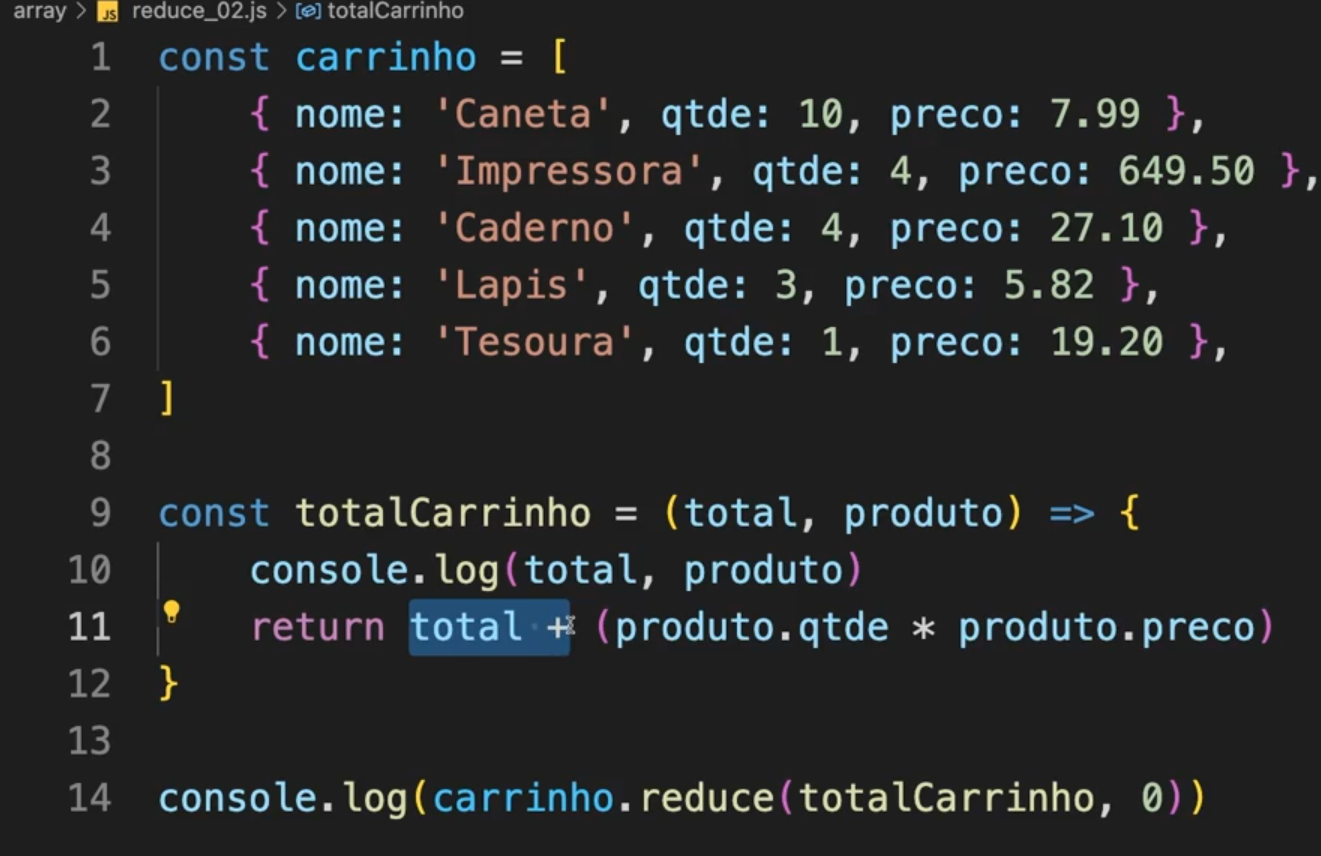 array > JS reduce_02.js > totalCarrinho
1 const carrinho = [
2     { nome: 'Caneta', qtde: 10, preco: 7.99 },
3     { nome: 'Impressora', qtde: 4, preco: 649.50 },
4     { nome: 'Caderno', qtde: 4, preco: 27.10 },
5     { nome: 'Lapis', qtde: 3, preco: 5.82 },
6     { nome: 'Tesoura', qtde: 1, preco: 19.20 },
7 ]
8
9 const totalCarrinho = (total, produto) => {
10     console.log(total, produto)
11     return total + (produto.qtde * produto.preco)
12 }
13
14 console.log(carrinho.reduce(totalCarrinho, 0))